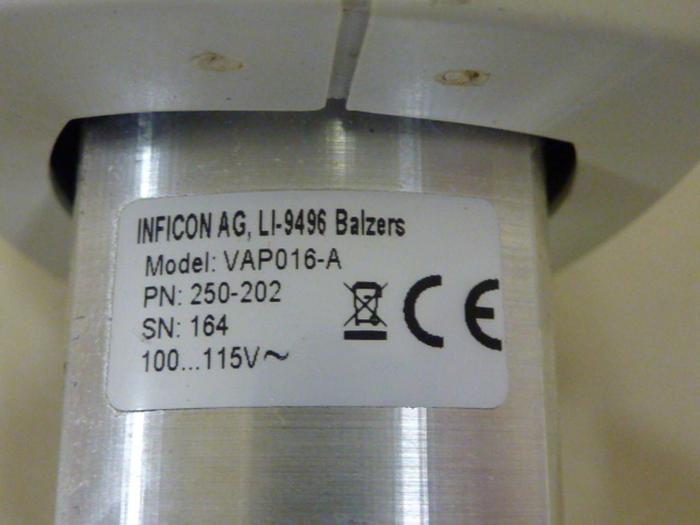 INFICON AG, LI-9496 Balzers
Model: VAP016-A
PN: 250-202
SN: 164
100...115V~
CE